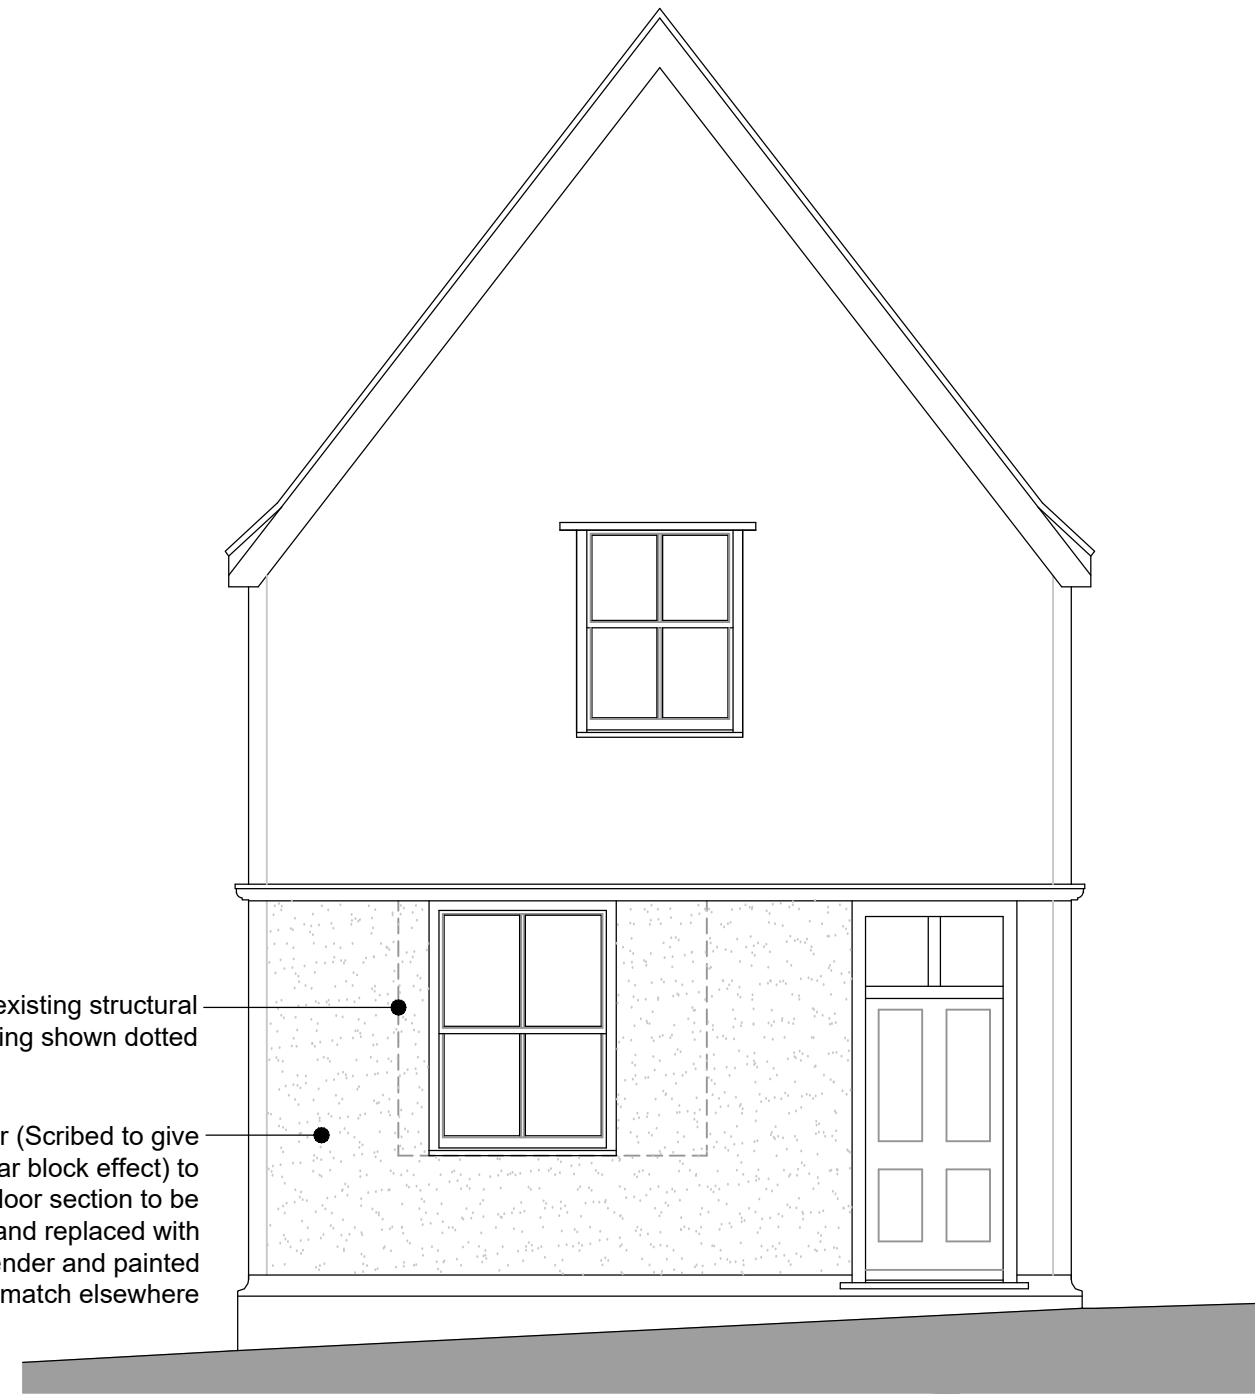 existing structural
ing shown dotted
r (Scribed to give
ar block effect) to
loor section to be
and replaced with
ender and painted
match elsewhere